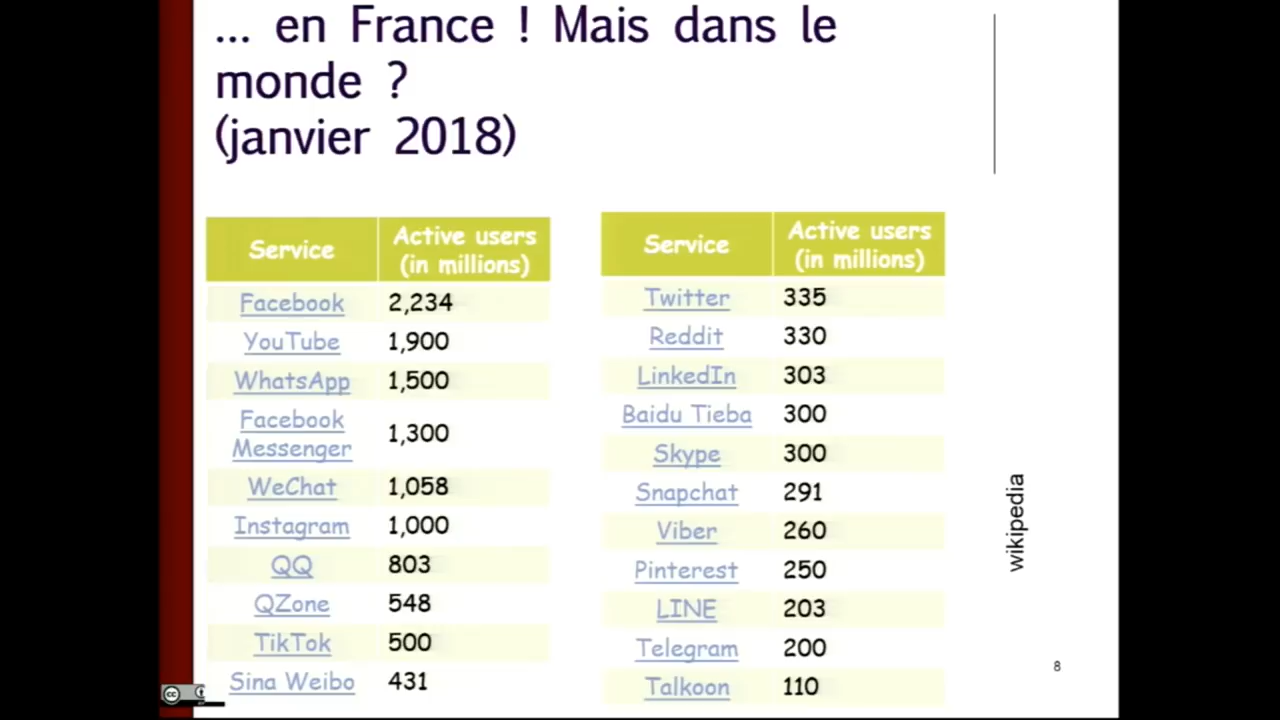 ... en France ! Mais dans le
monde ?
(janvier 2018)
Service Active users
(in millions)
Facebook 2,234
YouTube 1,900
WhatsApp 1,500
Facebook
Messenger 1,300
WeChat 1,058
Instagram 1,000
QQ 803
QZone 548
TikTok 500
Sina Weibo 431
Service Active users
(in millions)
Twitter 335
Reddit 330
LinkedIn 303
Baidu Tieba 300
Skype 300
Snapchat 291
Viber 260
Pinterest 250
LINE 203
Telegram 200
Talkoon 110
wikipedia
8
cc